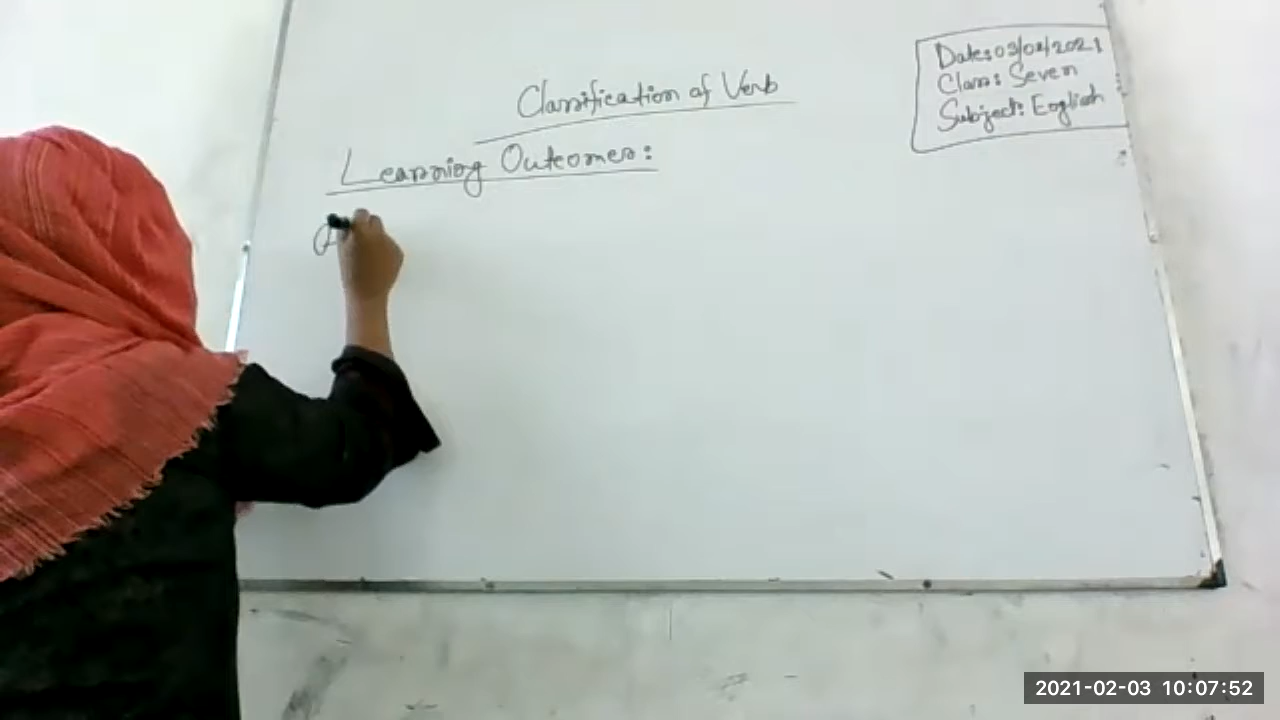 Classification of Verb
Date: 03/02/2021
Class: Seven
Subject: English
Learning Outcomes:
2021-02-03 10:07:52